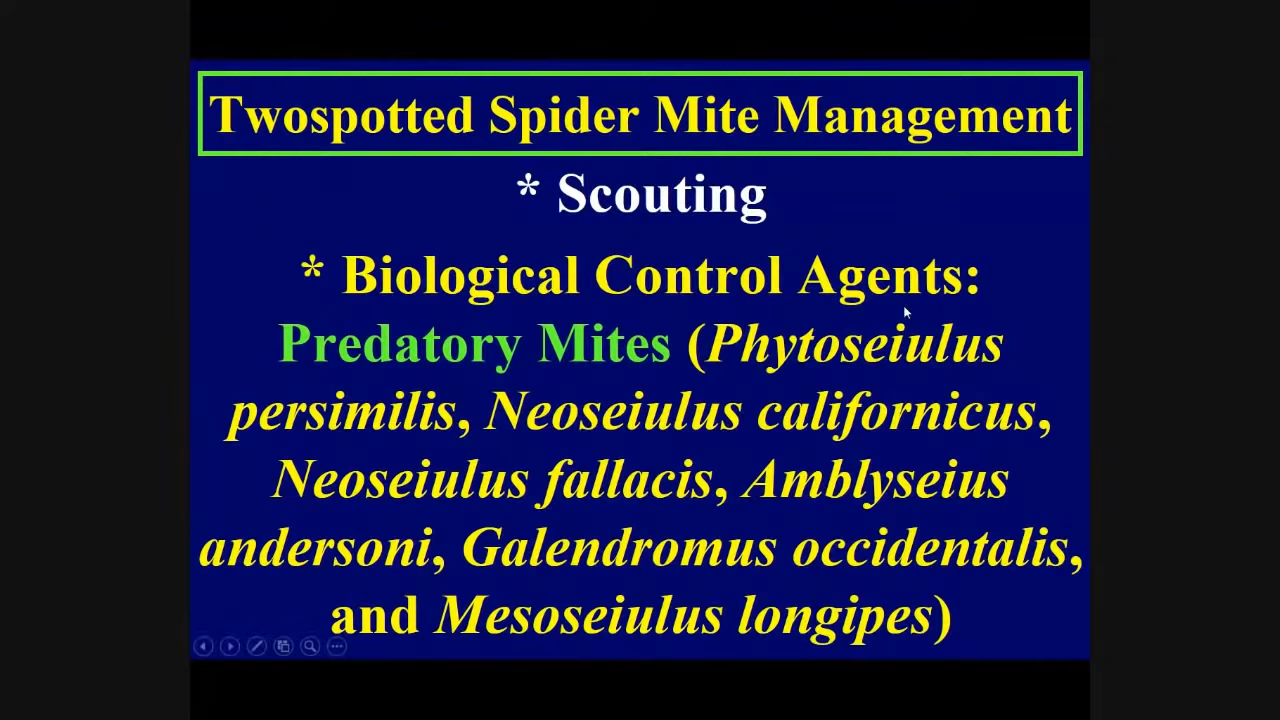 Twospotted Spider Mite Management
* Scouting
* Biological Control Agents:
Predatory Mites (Phytoseiulus
persimilis, Neoseiulus californicus,
Neoseiulus fallacis, Amblyseius
andersoni, Galendromus occidentalis,
and Mesoseiulus longipes)